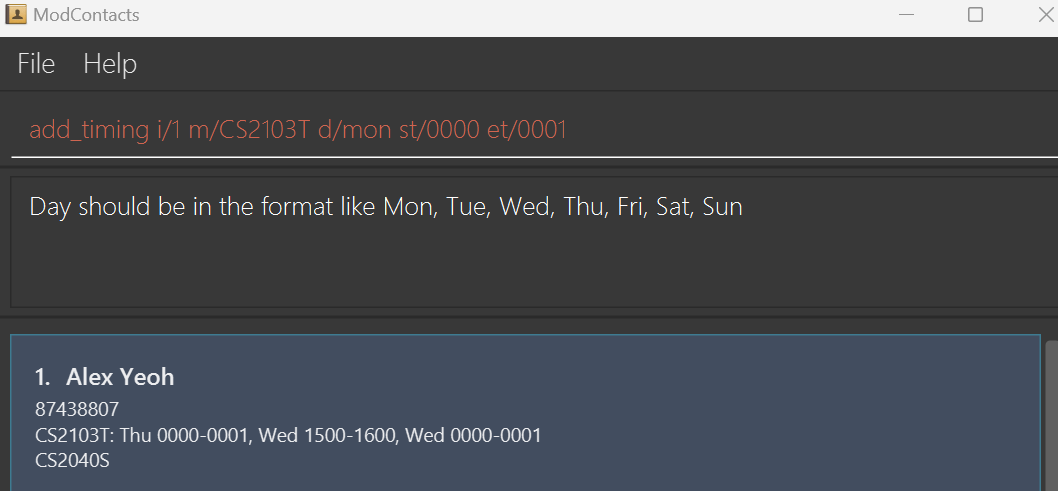 ModContacts
File Help
add_timing i/1 m/CS2103T d/mon st/0000 et/0001
Day should be in the format like Mon, Tue, Wed, Thu, Fri, Sat, Sun
1. Alex Yeoh
87438807
CS2103T: Thu 0000-0001, Wed 1500-1600, Wed 0000-0001
CS2040S